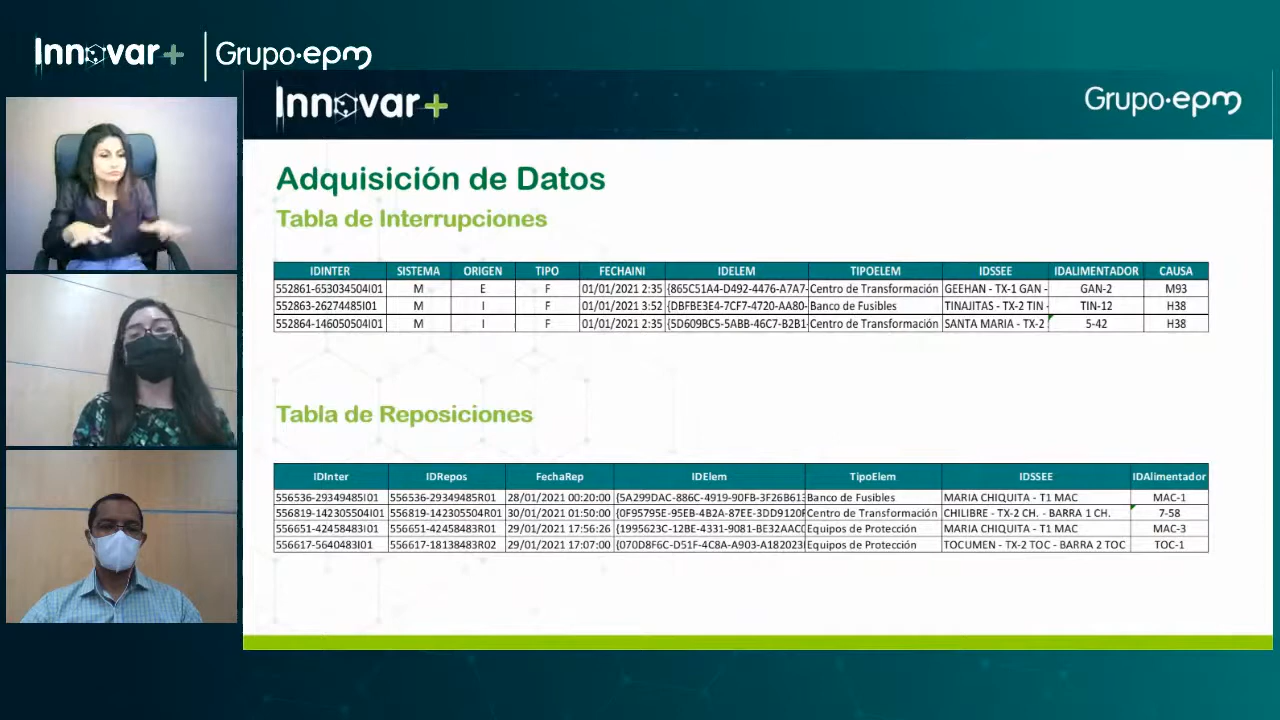 Innovar+ | Grupo·epm
Innovar+ Grupo·epm
Adquisición de Datos
Tabla de Interrupciones
IDINTER SISTEMA ORIGEN TIPO FECHAINI IDELEM TIPOELEM IDSSEE IDALIMENTADOR CAUSA
552861-653034504I01 M E F 01/01/2021 2:35 {865C51A4-D492-4476-A7A7- Centro de Transformación GEEHAN - TX-1 GAN - GAN-2 M93
552863-26274485I01 M I F 01/01/2021 3:52 {DBFBE3E4-7CF7-4720-AA80- Banco de Fusibles TINAJITAS - TX-2 TIN - TIN-12 H38
552864-146050504I01 M I F 01/01/2021 2:35 {5D609BC5-5ABB-46C7-B2B1- Centro de Transformación SANTA MARIA - TX-2 5-42 H38
Tabla de Reposiciones
IDInter IDRepos FechaRep IDElem TipoElem IDSSEE IDAlimentador
556536-29349485I01 556536-29349485R01 28/01/2021 00:20:00 {5A299DAC-886C-4919-90FB-3F26B613 Banco de Fusibles MARIA CHIQUITA - T1 MAC MAC-1
556819-142305504I01 556819-142305504R01 30/01/2021 01:50:00 {0F95795E-95EB-4B2A-87EE-3DD9120F Centro de Transformación CHILIBRE - TX-2 CH. - BARRA 1 CH. 7-58
556651-42458483I01 556651-42458483R01 29/01/2021 17:56:26 {1995623C-12BE-4331-9081-BE32AACC Equipos de Protección MARIA CHIQUITA - T1 MAC MAC-3
556617-5640483I01 556617-18138483R02 29/01/2021 17:07:00 {070D8F6C-D51F-4C8A-A903-A182023 Equipos de Protección TOCUMEN - TX-2 TOC - BARRA 2 TOC TOC-1